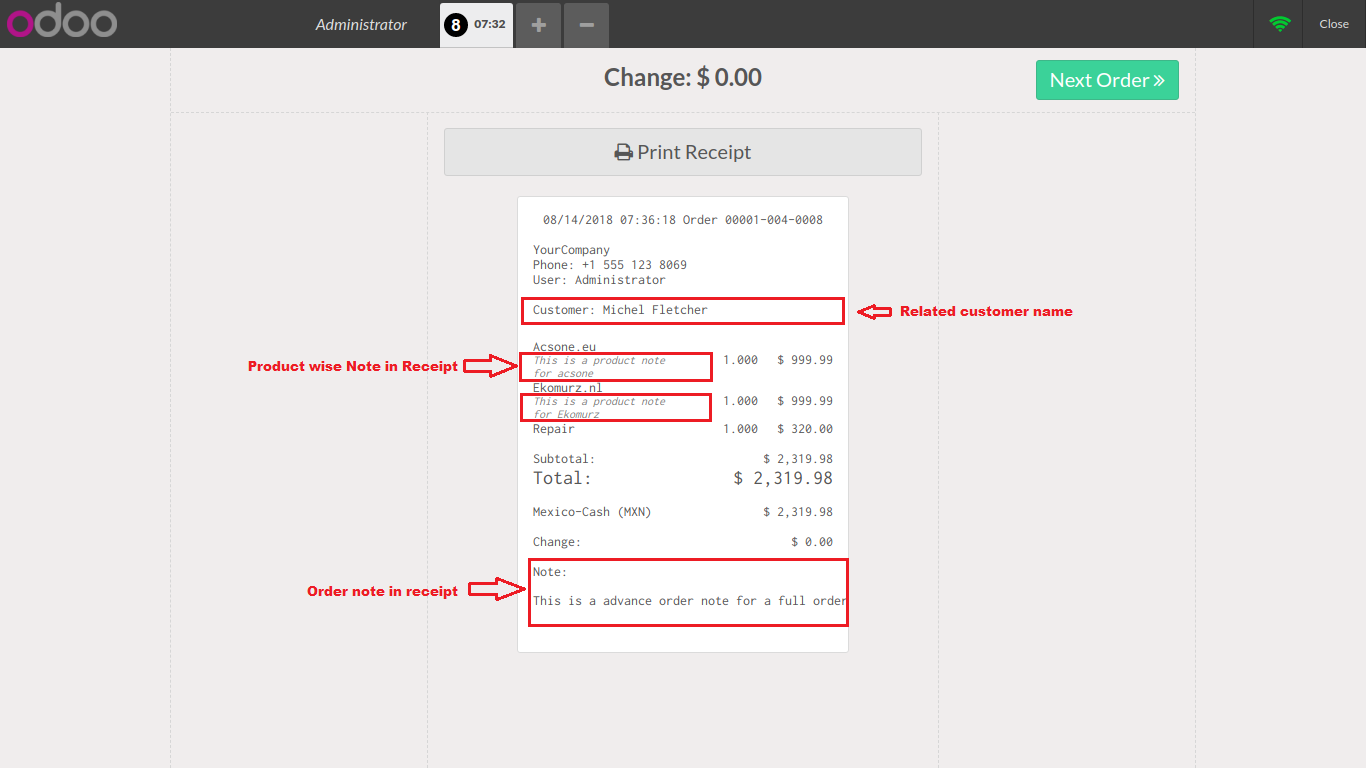 odoo
Administrator
8 07:32
Close
Change: $ 0.00
Next Order
Print Receipt
08/14/2018 07:36:18 Order 00001-004-0008
YourCompany
Phone: +1 555 123 8069
User: Administrator
Customer: Michel Fletcher
Related customer name
Acsone.eu
This is a product note 1.000 $ 999.99
for acsone
Product wise Note in Receipt
Ekomurz.nl
This is a product note 1.000 $ 999.99
for Ekomurz
Repair 1.000 $ 320.00
Subtotal: $ 2,319.98
Total: $ 2,319.98
Mexico-Cash (MXN) $ 2,319.98
Change: $ 0.00
Note:
Order note in receipt
This is a advance order note for a full order